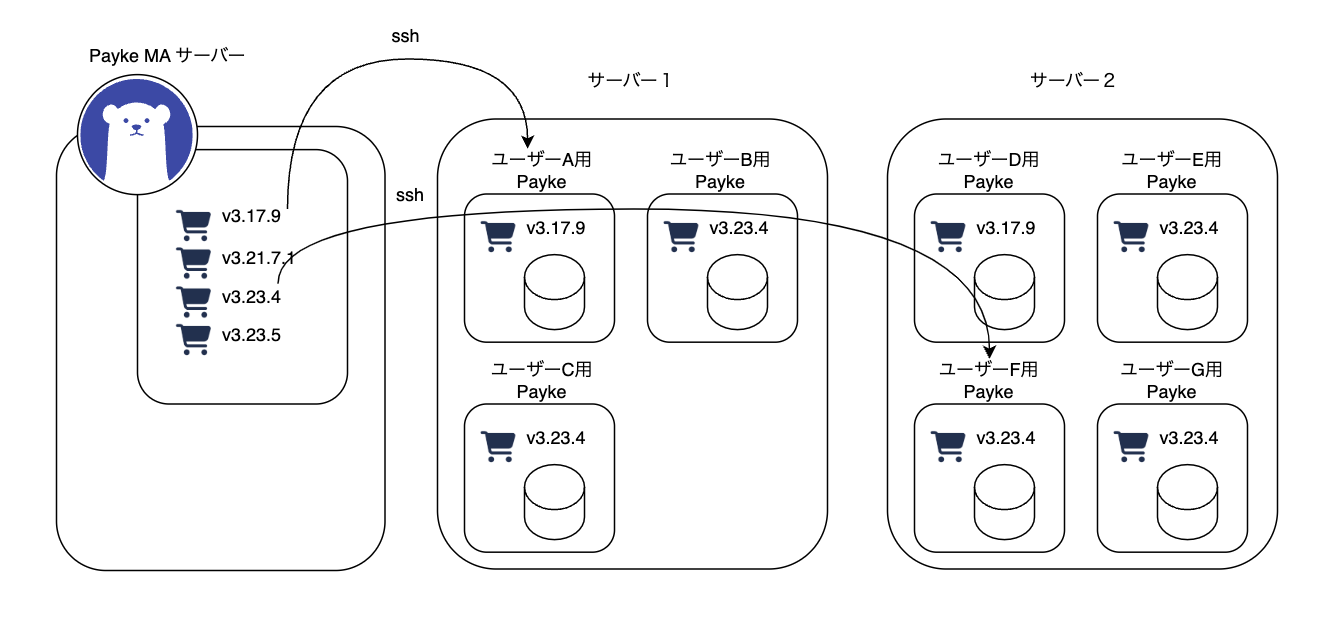 Payke MA サーバー
v3.17.9
v3.21.7.1
v3.23.4
v3.23.5
ssh
ssh
サーバー1
ユーザーA用
Payke
v3.17.9
ユーザーB用
Payke
v3.23.4
ユーザーC用
Payke
v3.23.4
サーバー2
ユーザーD用
Payke
v3.17.9
ユーザーE用
Payke
v3.23.4
ユーザーF用
Payke
v3.23.4
ユーザーG用
Payke
v3.23.4